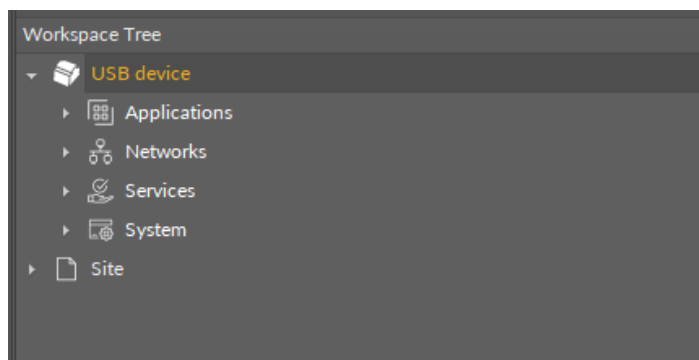 Workspace Tree
USB device
Applications
Networks
Services
System
Site